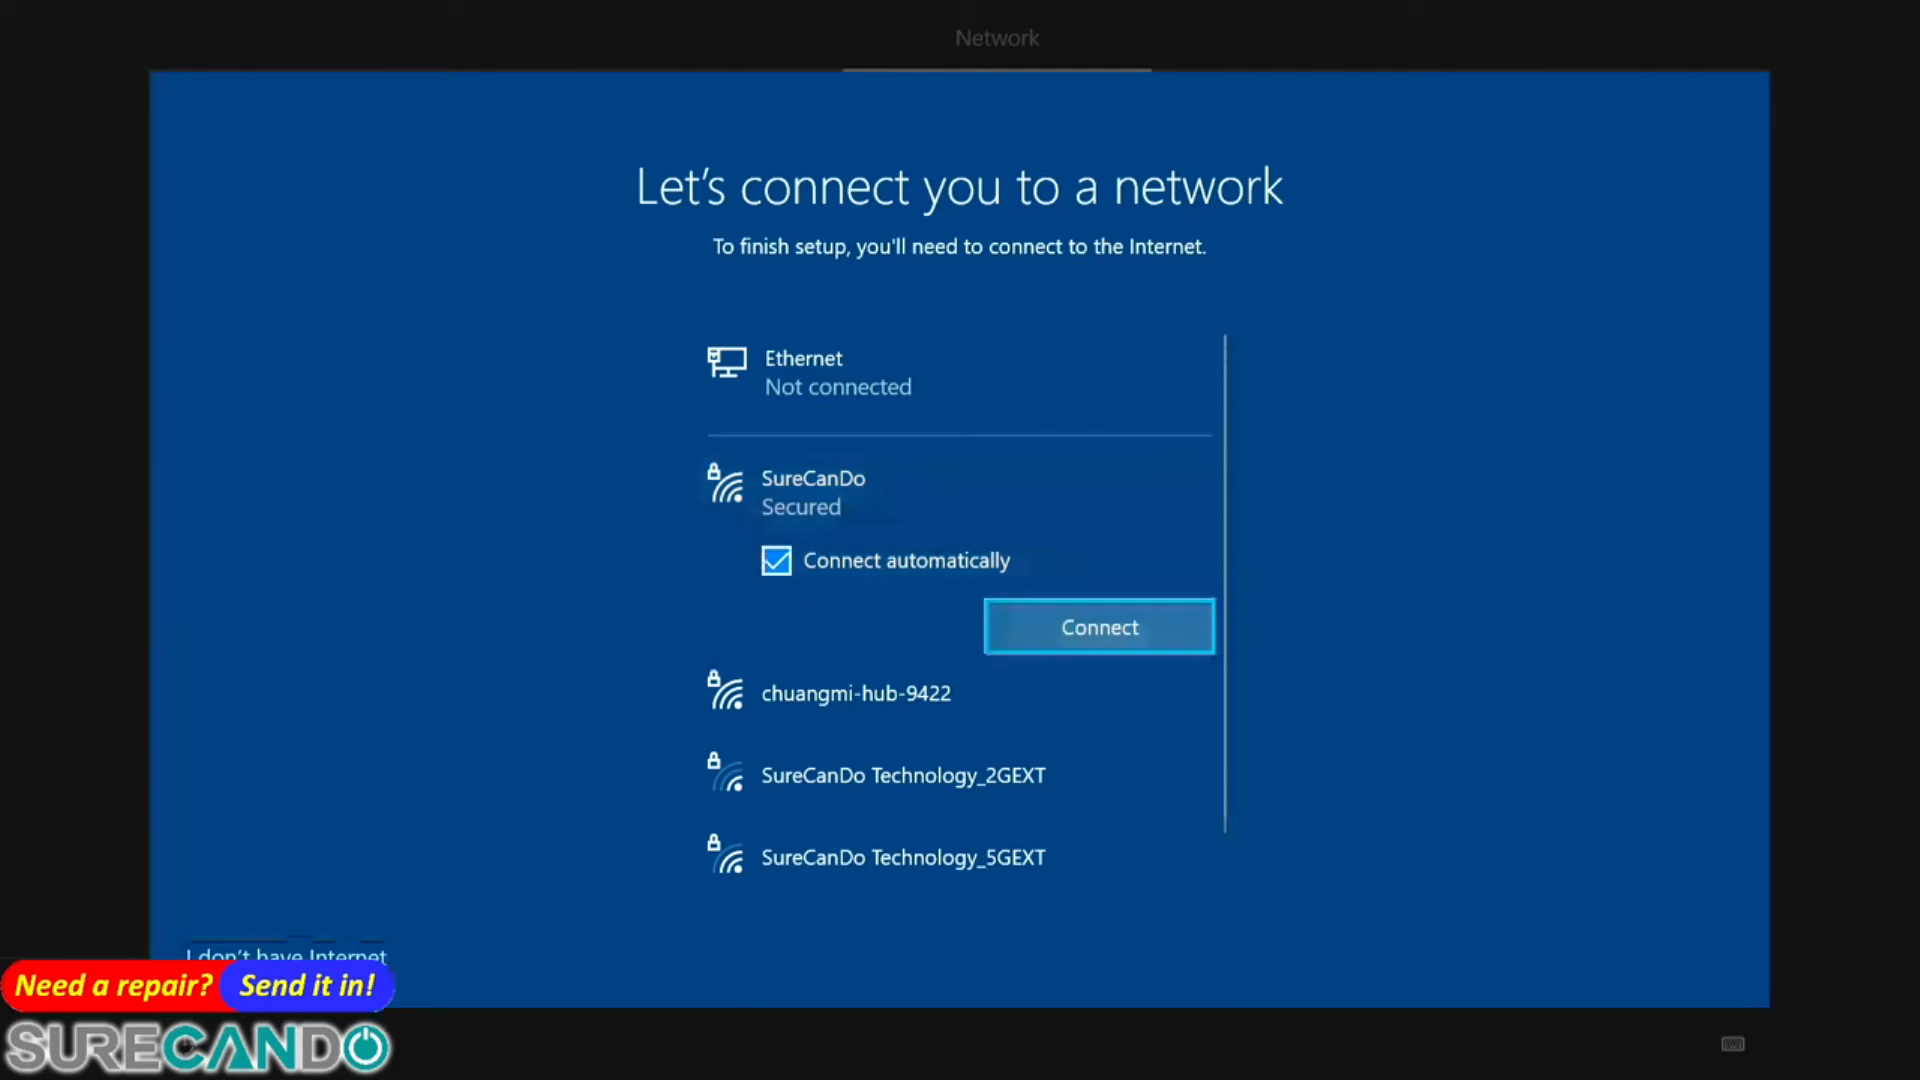 Network
Let's connect you to a network
To finish setup, you'll need to connect to the Internet.
Ethernet
Not connected
SureCanDo
Secured
Connect automatically
Connect
chuangmi-hub-9422
SureCanDo Technology_2GEXT
SureCanDo Technology_5GEXT
I don't have Internet
Need a repair? Send it in!
SURECANDO